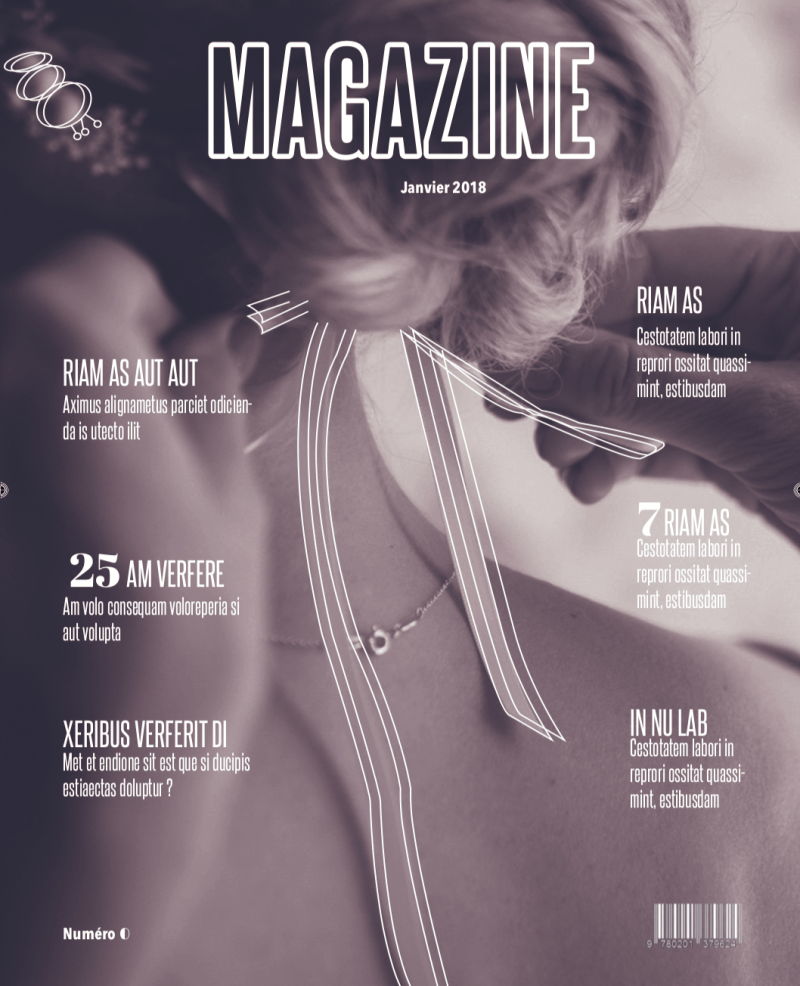 MAGAZINE
Janvier 2018
RIAM AS AUT AUT
Aximus alignametus parciet odicien-
da is utecto ilit
25 AM VERFERE
Am volo consequam voloreperia si
aut volupta
XERIBUS VERFERIT DI
Met et endione sit est que si ducipis
estiaectas doluptur ?
Numéro
RIAM AS
Cestotatem labori in
reprori ossitat quassi-
mint, estibusdam
7 RIAM AS
Cestotatem labori in
reprori ossitat quassi-
mint, estibusdam
IN NU LAB
Cestotatem labori in
reprori ossitat quassi-
mint, estibusdam
9 780201 379624